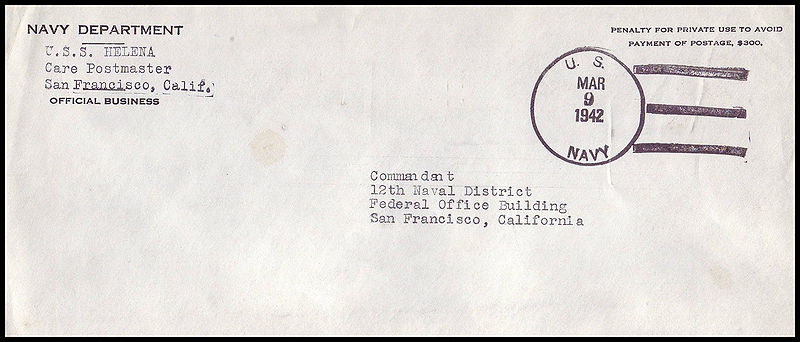 NAVY DEPARTMENT
U.S.S. HELENA
Care Postmaster
San Francisco, Calif.
OFFICIAL BUSINESS
PENALTY FOR PRIVATE USE TO AVOID
PAYMENT OF POSTAGE, $300.
U. S.
MAR
9
1942
NAVY
Commandant
12th Naval District
Federal Office Building
San Francisco, California